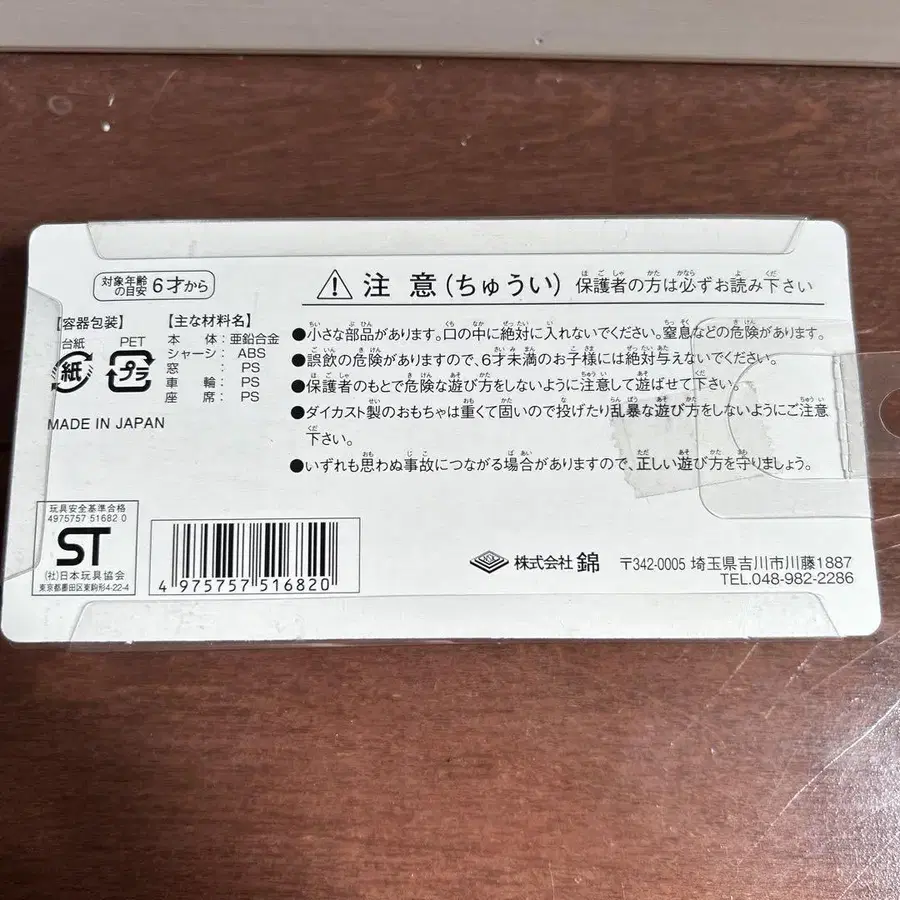 対象年齢の目安 6才から
⚠ 注意(ちゅうい) 保護者の方は必ずお読み下さい
【容器包装】
台紙 PET
紙 プラ
MADE IN JAPAN
【主な材料名】
本体：亜鉛合金
シャーシ：ABS
窓：PS
車輪：PS
座席：PS
●小さな部品があります。口の中に絶対に入れないでください。窒息などの危険があります。
●誤飲の危険がありますので、6才未満のお子様には絶対与えないでください。
●保護者のもとで危険な遊び方をしないように注意して遊ばせて下さい。
●ダイカスト製のおもちゃは重くて固いので投げたり乱暴な遊び方をしないようにご注意
下さい。
●いずれも思わぬ事故につながる場合がありますので、正しい遊び方を守りましょう。
玩具安全基準合格
4975757 51682 0
ST
(社)日本玩具協会
東京都墨田区東駒形4-22-4
4 975757 516820
株式会社 錦
〒342-0005 埼玉県吉川市川藤1887
TEL.048-982-2286